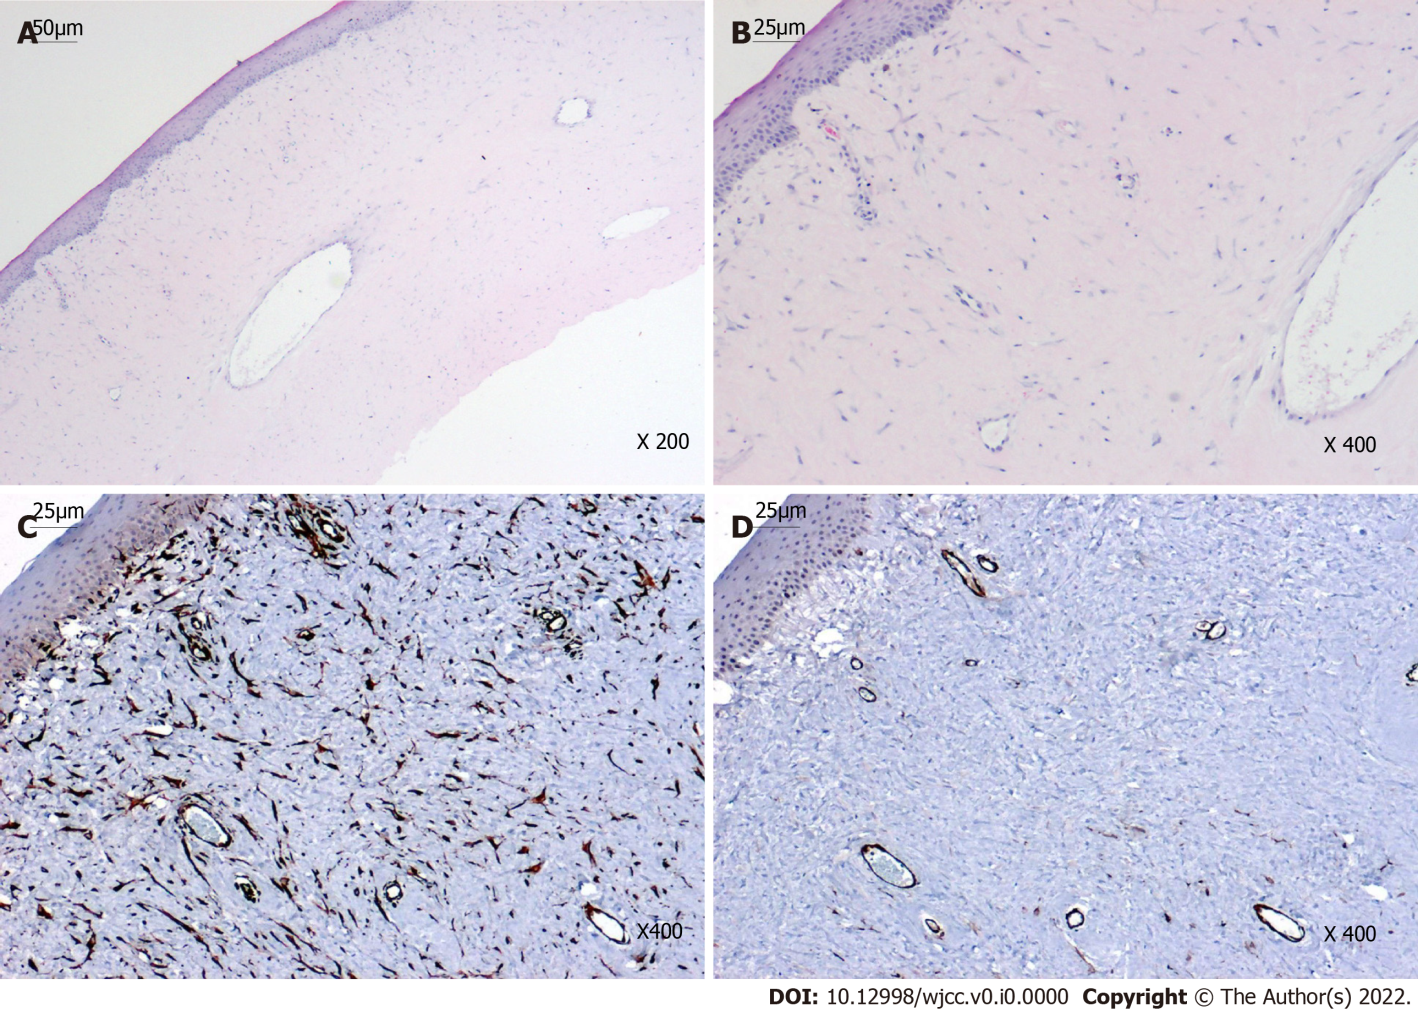 A 50µm
X 200
B 25µm
X 400
C 25µm
X400
D 25µm
X 400
DOI: 10.12998/wjcc.v0.i0.0000 Copyright © The Author(s) 2022.